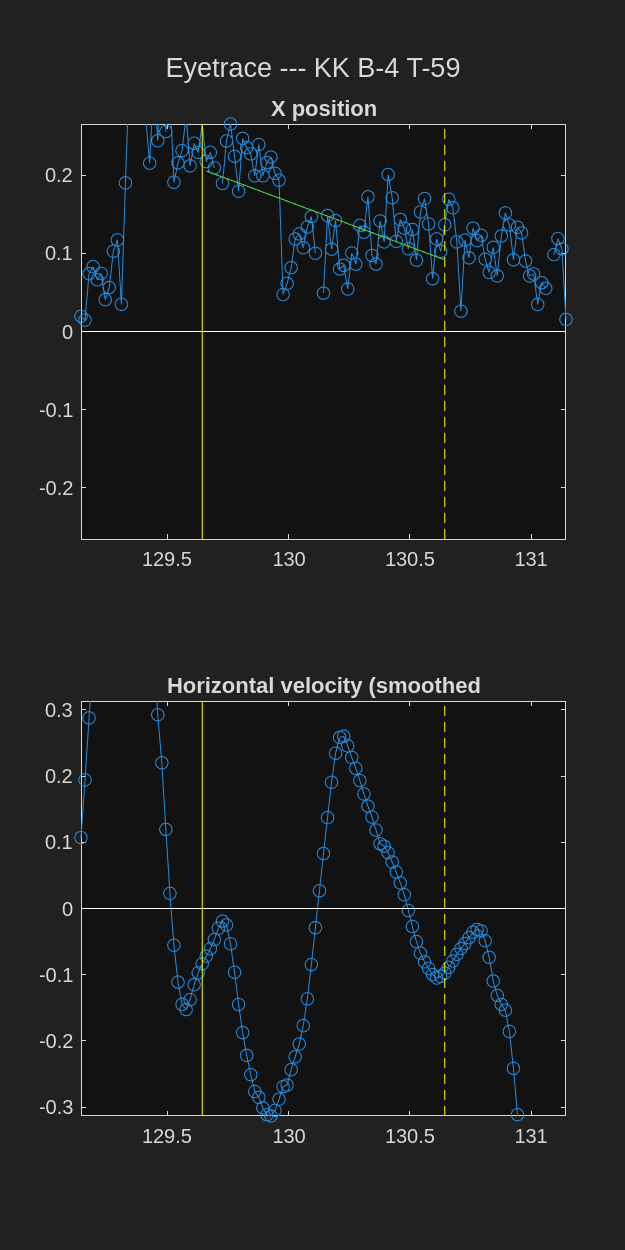 Eyetrace --- KK B-4 T-59
X position
0.2
0.1
0
-0.1
-0.2
129.5 130 130.5 131
Horizontal velocity (smoothed
0.3
0.2
0.1
0
-0.1
-0.2
-0.3
129.5 130 130.5 131